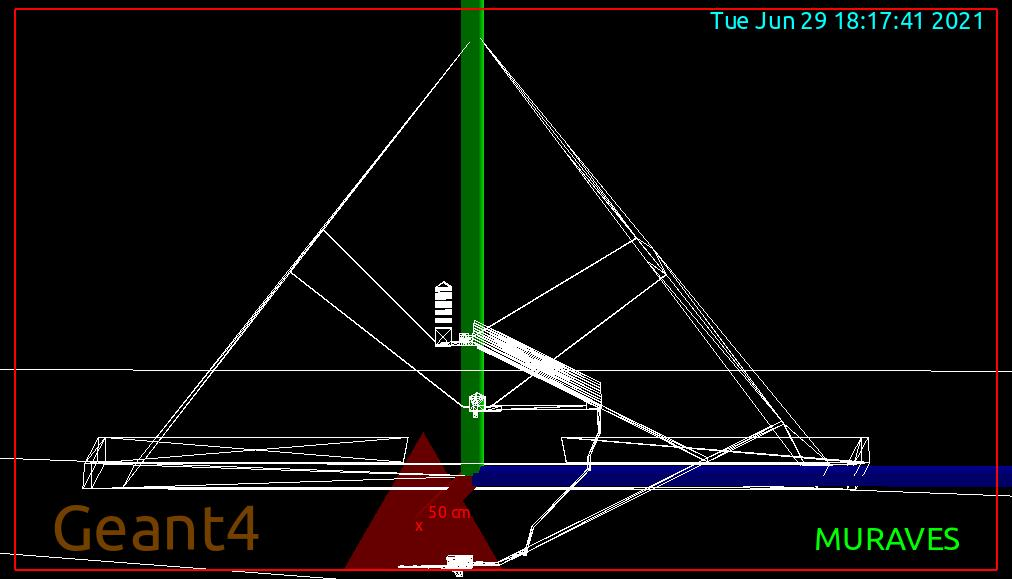 Tue Jun 29 18:17:41 2021
50 cm
x
Geant4
MURAVES